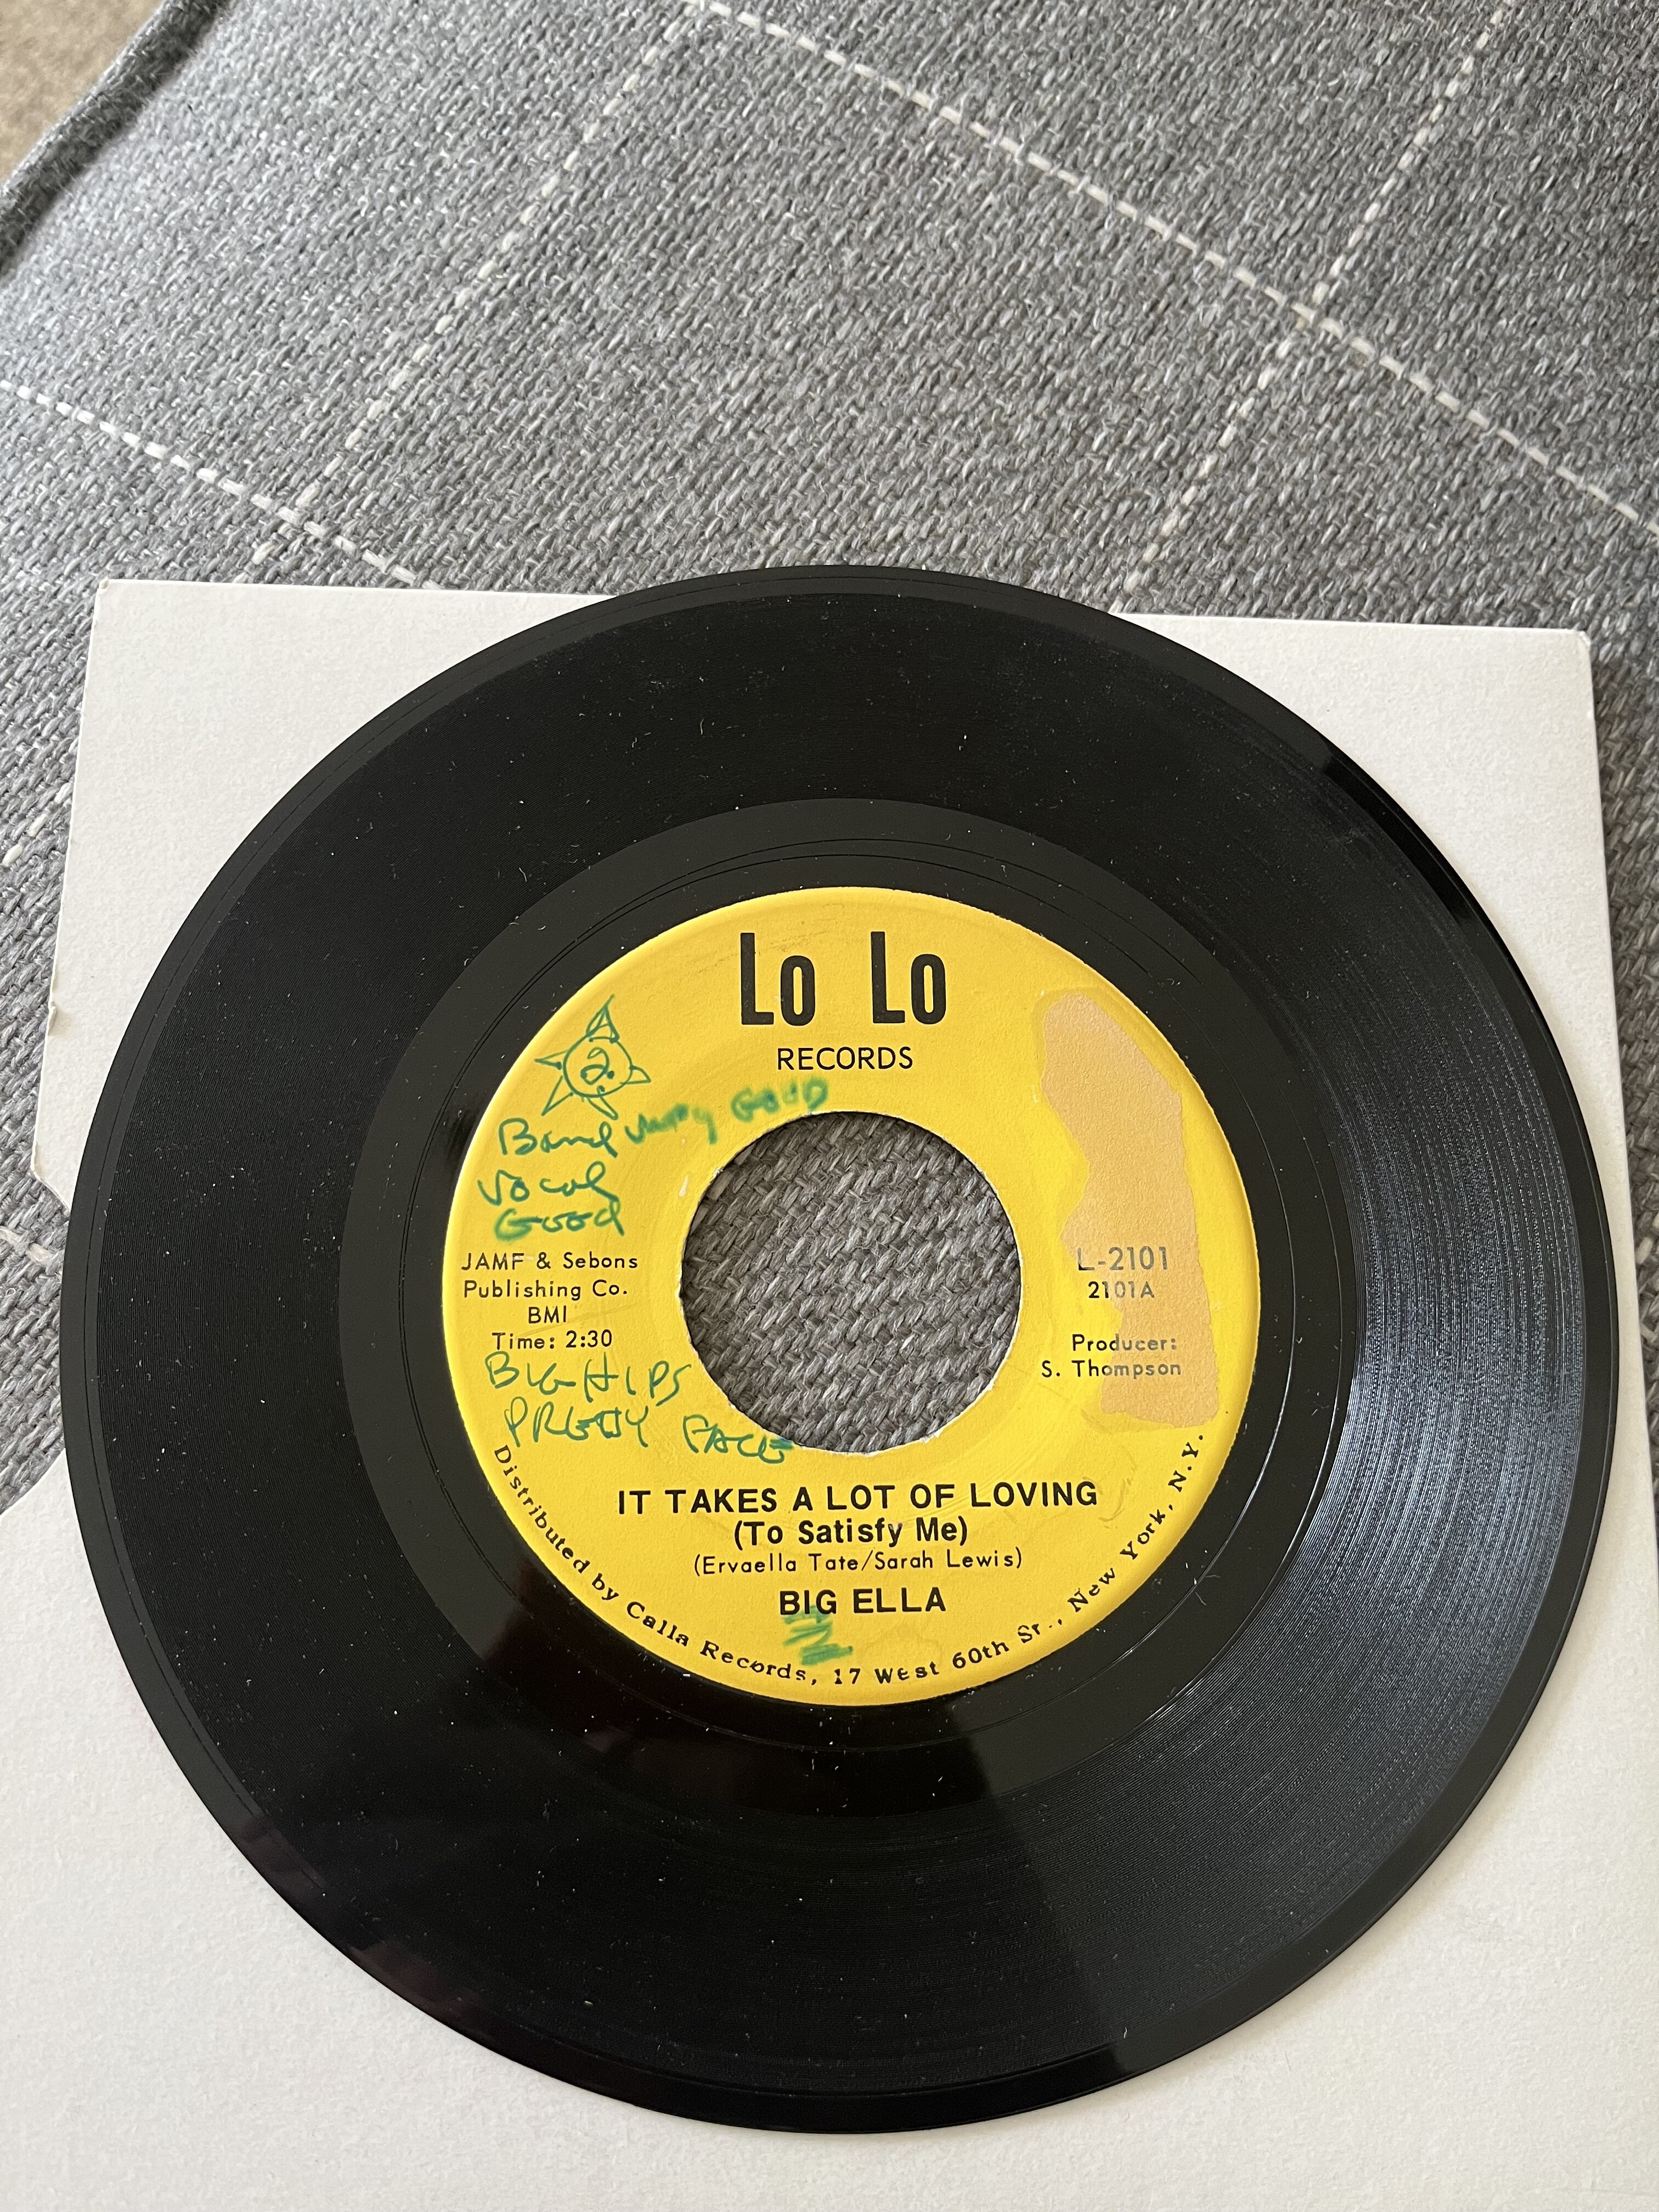 Lo Lo
RECORDS
Band very GOOD
Vocal
Good
JAMF & Sebons
Publishing Co.
BMI
Time: 2:30
BIG HIPS
PRETTY FACE
L-2101
2101A
Producer:
S. Thompson
IT TAKES A LOT OF LOVING
(To Satisfy Me)
(Ervaella Tate/Sarah Lewis)
BIG ELLA
Distributed by Calla Records, 17 West 60th St., New York, N.Y.